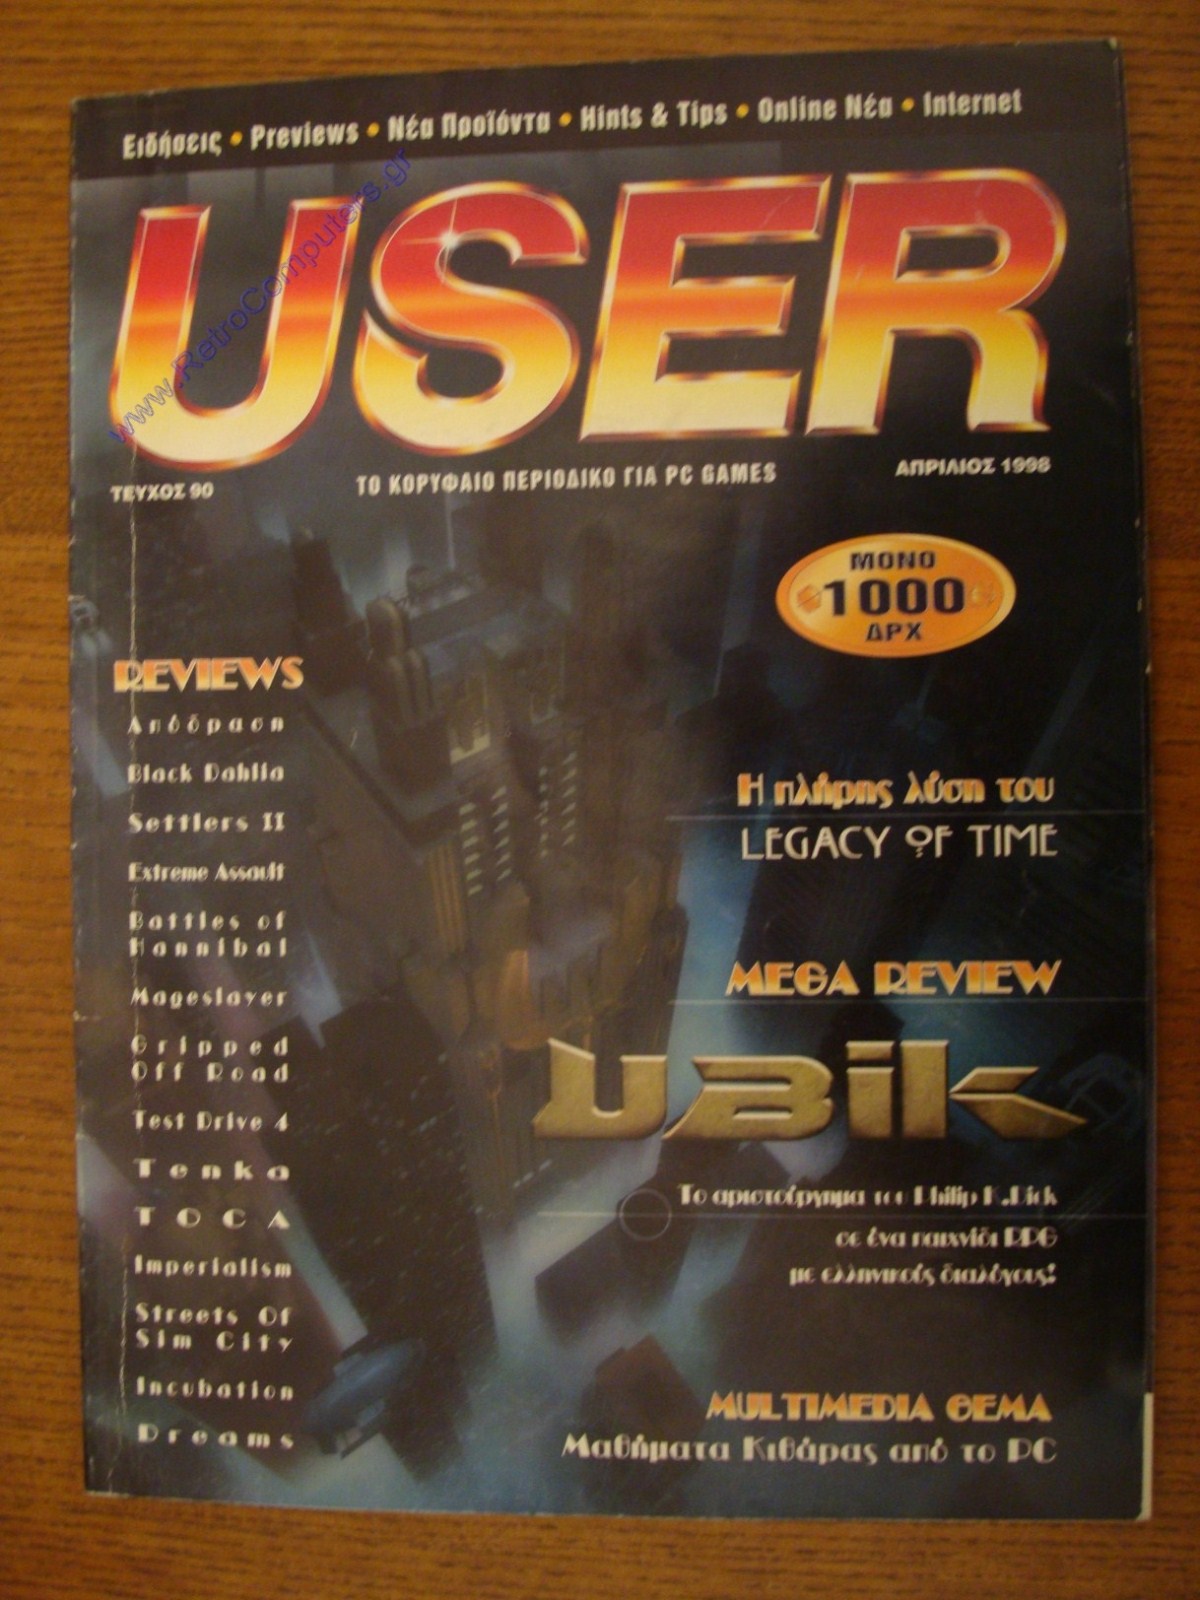 Ειδήσεις • Previews • Νέα Προϊόντα • Hints & Tips • Online Νέα • Internet
USER
www.RetroComputers.gr
ΤΕΥΧΟΣ 90
ΤΟ ΚΟΡΥΦΑΙΟ ΠΕΡΙΟΔΙΚΟ ΓΙΑ PC GAMES
ΑΠΡΙΛΙΟΣ 1998
ΜΟΝΟ
1000
ΔΡΧ
REVIEWS
Απόδραση
Black Dahlia
Settlers II
Extreme Assault
Battles of
Hannibal
Mageslayer
Gripped
Off Road
Test Drive 4
Tenka
TOCA
Imperialism
Streets Of
Sim City
Incubation
Dreams
Η πλήρης λύση του
LEGACY OF TIME
MEGA REVIEW
UBIK
Το αριστούργημα του Philip K.Dick
σε ένα παιχνίδι RPG
με ελληνικούς διαλόγους!
MULTIMEDIA ΘΕΜΑ
Μαθήματα Κιθάρας από το PC